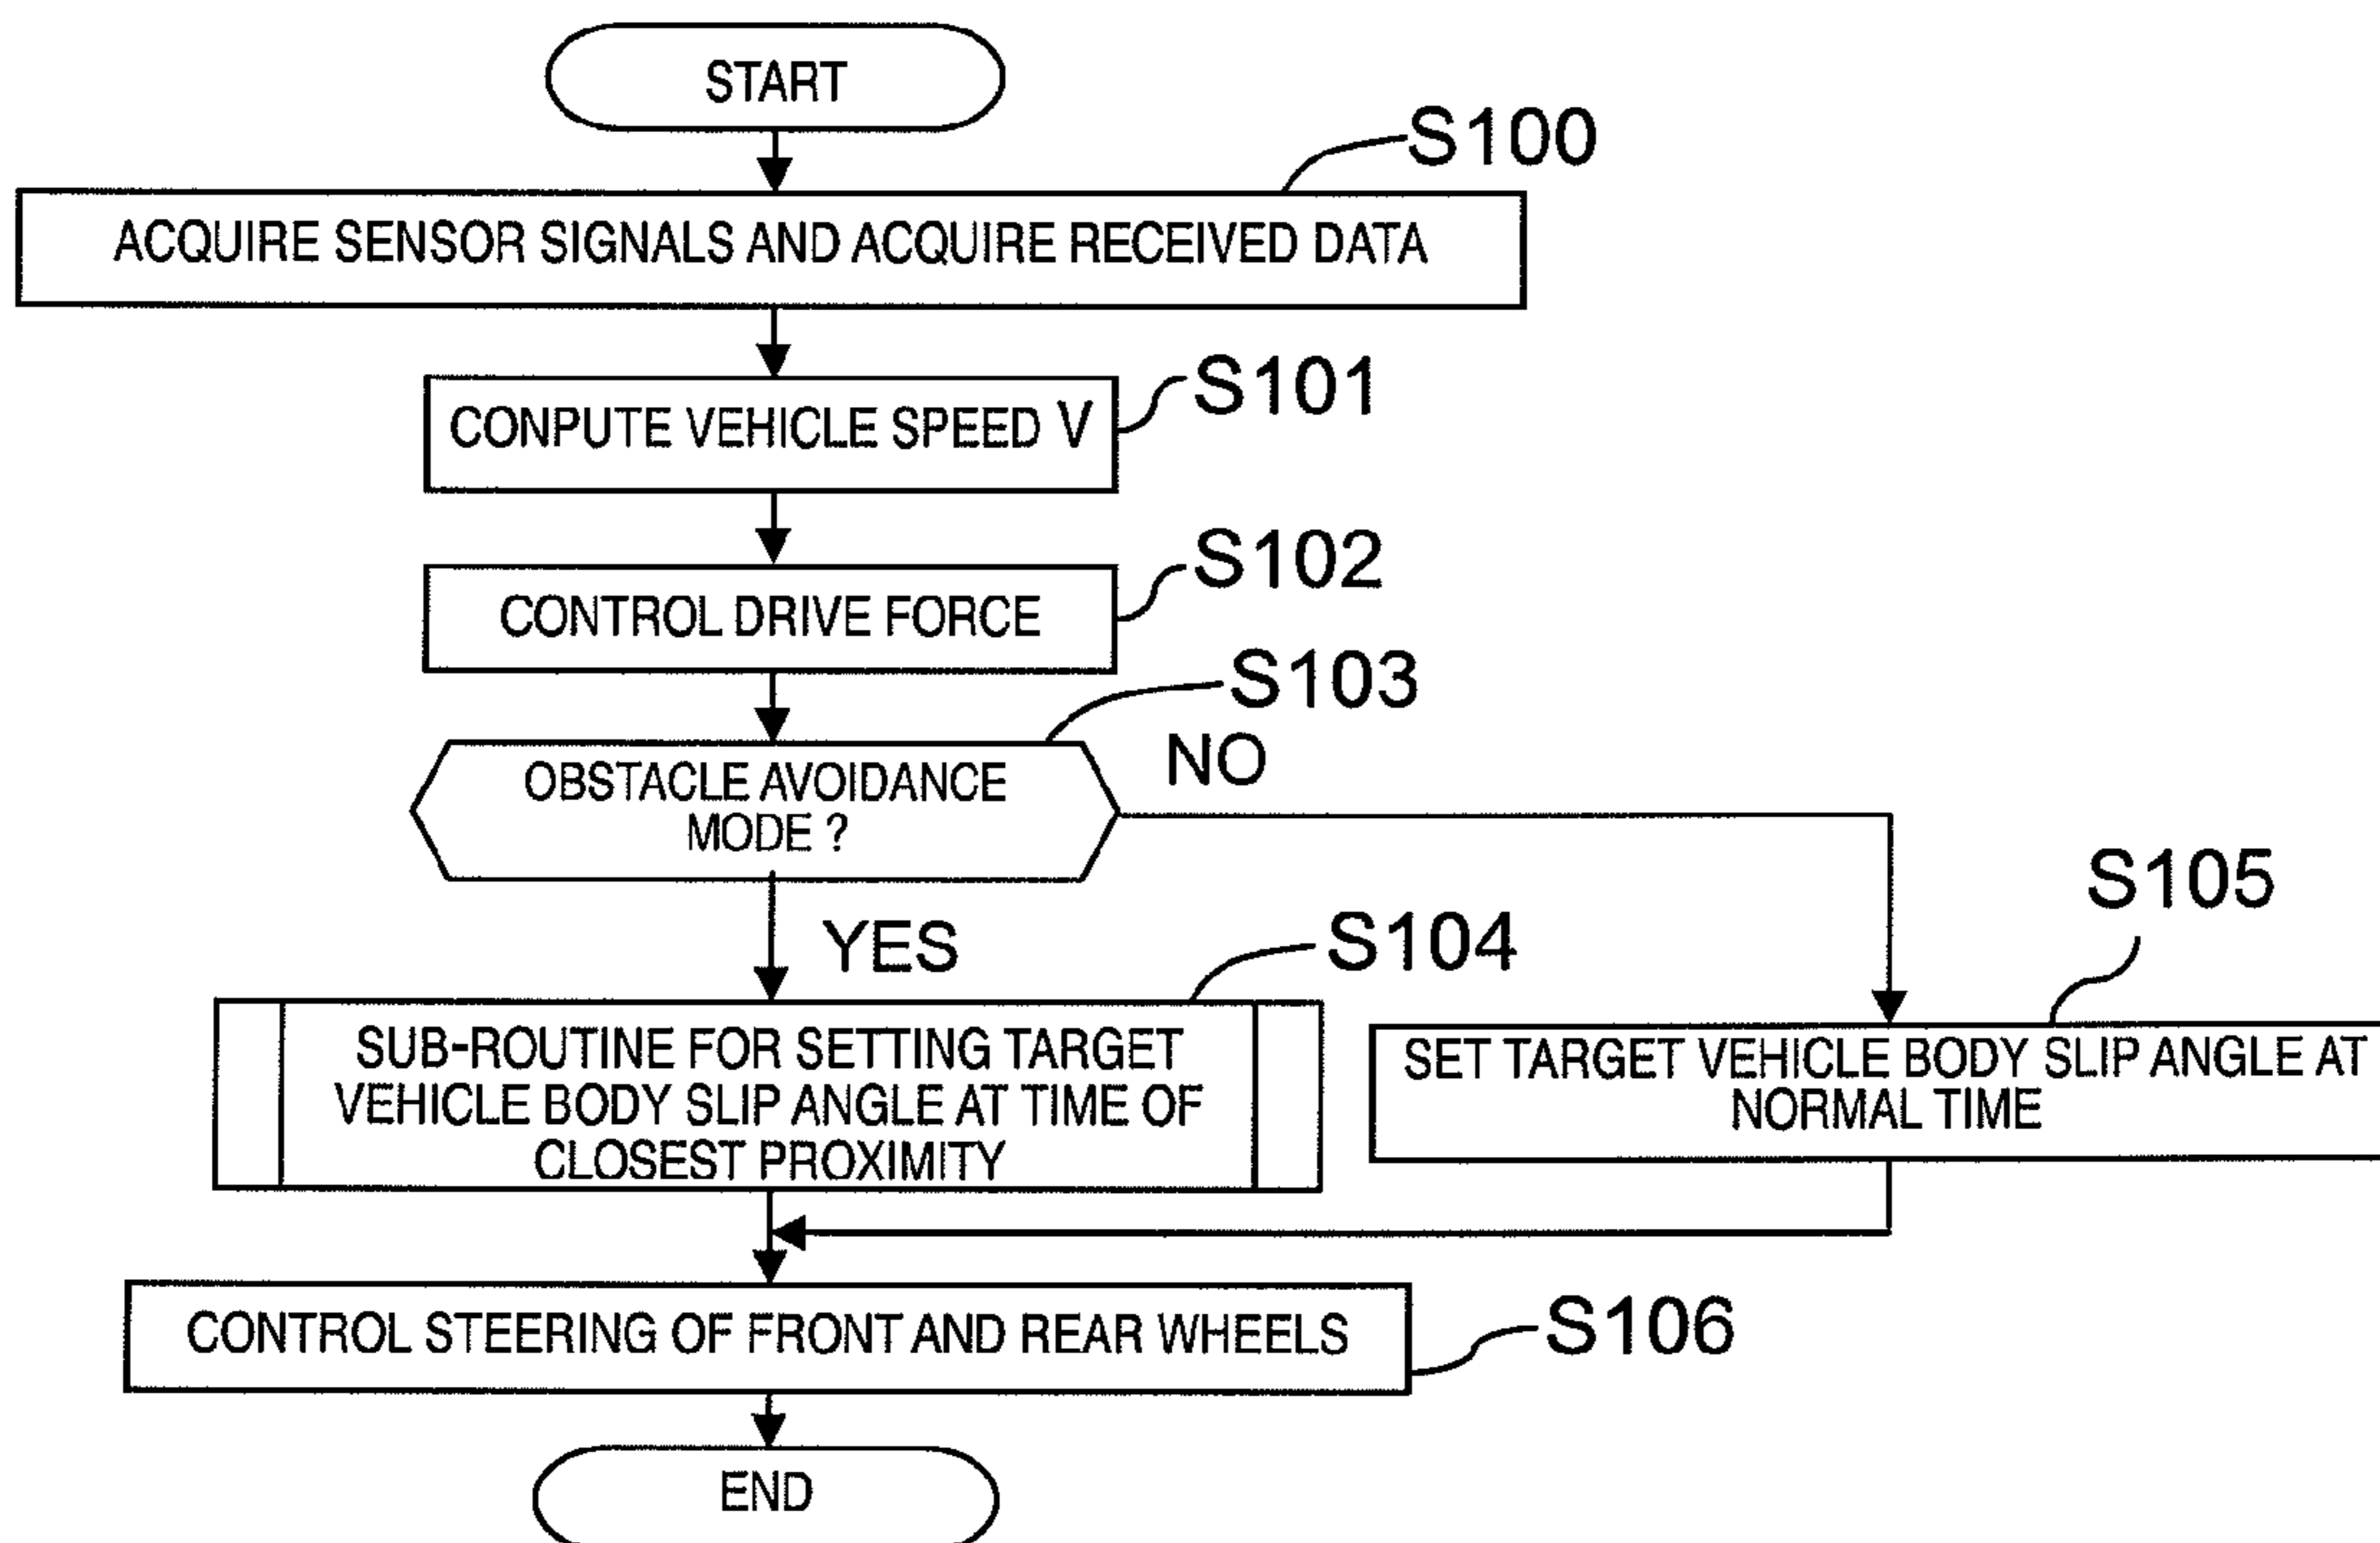 START
S100
ACQUIRE SENSOR SIGNALS AND ACQUIRE RECEIVED DATA
S101
CONPUTE VEHICLE SPEED V
S102
CONTROL DRIVE FORCE
S103
OBSTACLE AVOIDANCE
MODE ?
NO
YES
S104
SUB-ROUTINE FOR SETTING TARGET
VEHICLE BODY SLIP ANGLE AT TIME OF
CLOSEST PROXIMITY
S105
SET TARGET VEHICLE BODY SLIP ANGLE AT
NORMAL TIME
CONTROL STEERING OF FRONT AND REAR WHEELS
S106
END